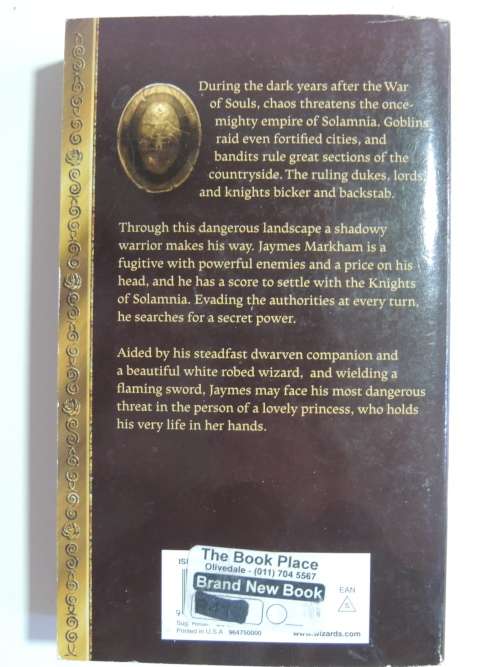 During the dark years after the War
of Souls, chaos threatens the once-
mighty empire of Solamnia. Goblins
raid even fortified cities, and
bandits rule great sections of the
countryside. The ruling dukes, lords,
and knights bicker and backstab.
Through this dangerous landscape a shadowy
warrior makes his way. Jaymes Markham is a
fugitive with powerful enemies and a price on his
head, and he has a score to settle with the Knights
of Solamnia. Evading the authorities at every turn,
he searches for a secret power.
Aided by his steadfast dwarven companion and
a beautiful white robed wizard, and wielding a
flaming sword, Jaymes may face his most dangerous
threat in the person of a lovely princess, who holds
his very life in her hands.
The Book Place
Olivedale - (011) 704 5567
Brand New Book
EAN
Sug.
Printed in U.S.A 964750000
www.wizards.com